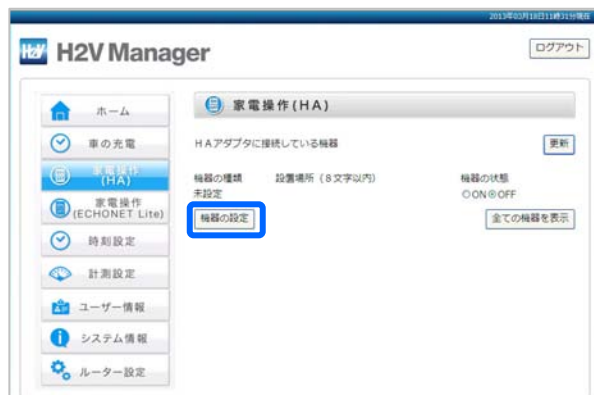 2013年03月18日11時31分現在
H2V H2V Manager
ログアウト
ホーム
車の充電
家電操作
(HA)
家電操作
(ECHONET Lite)
時刻設定
計測設定
ユーザー情報
システム情報
ルーター設定
家電操作(HA)
HAアダプタに接続している機器
更新
機器の種類 設置場所（8文字以内） 機器の状態
未設定 ON OFF
機器の設定
全ての機器を表示